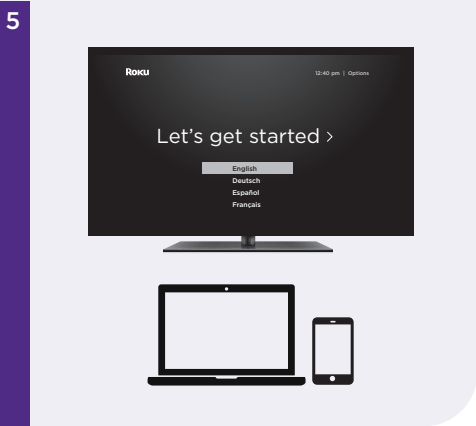 5
Roku
12:40 pm | Options
Let's get started >
English
Deutsch
Español
Français